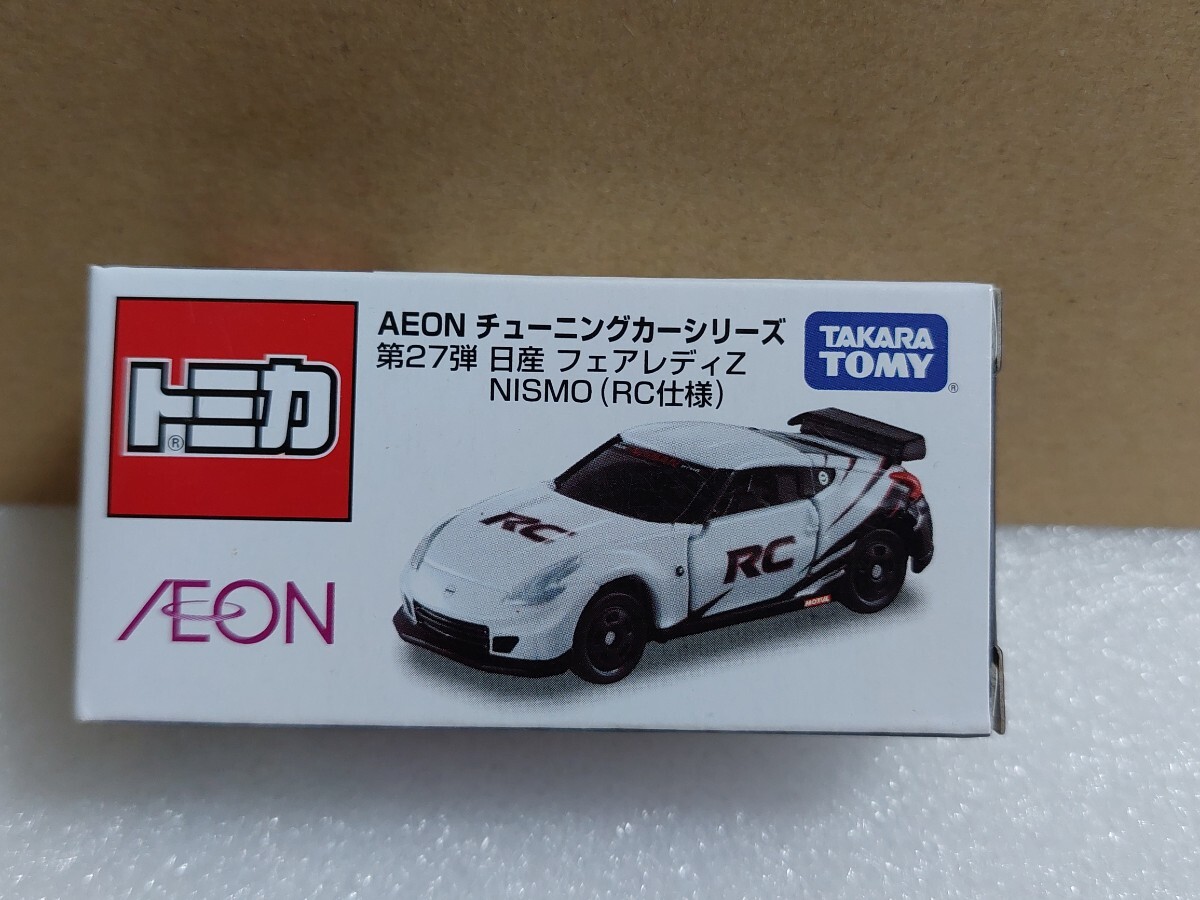 トミカ
®
AEON チューニングカーシリーズ
第27弾 日産 フェアレディZ
NISMO (RC仕様)
TAKARA
TOMY
®
AEON
RC
RC
MOTUL